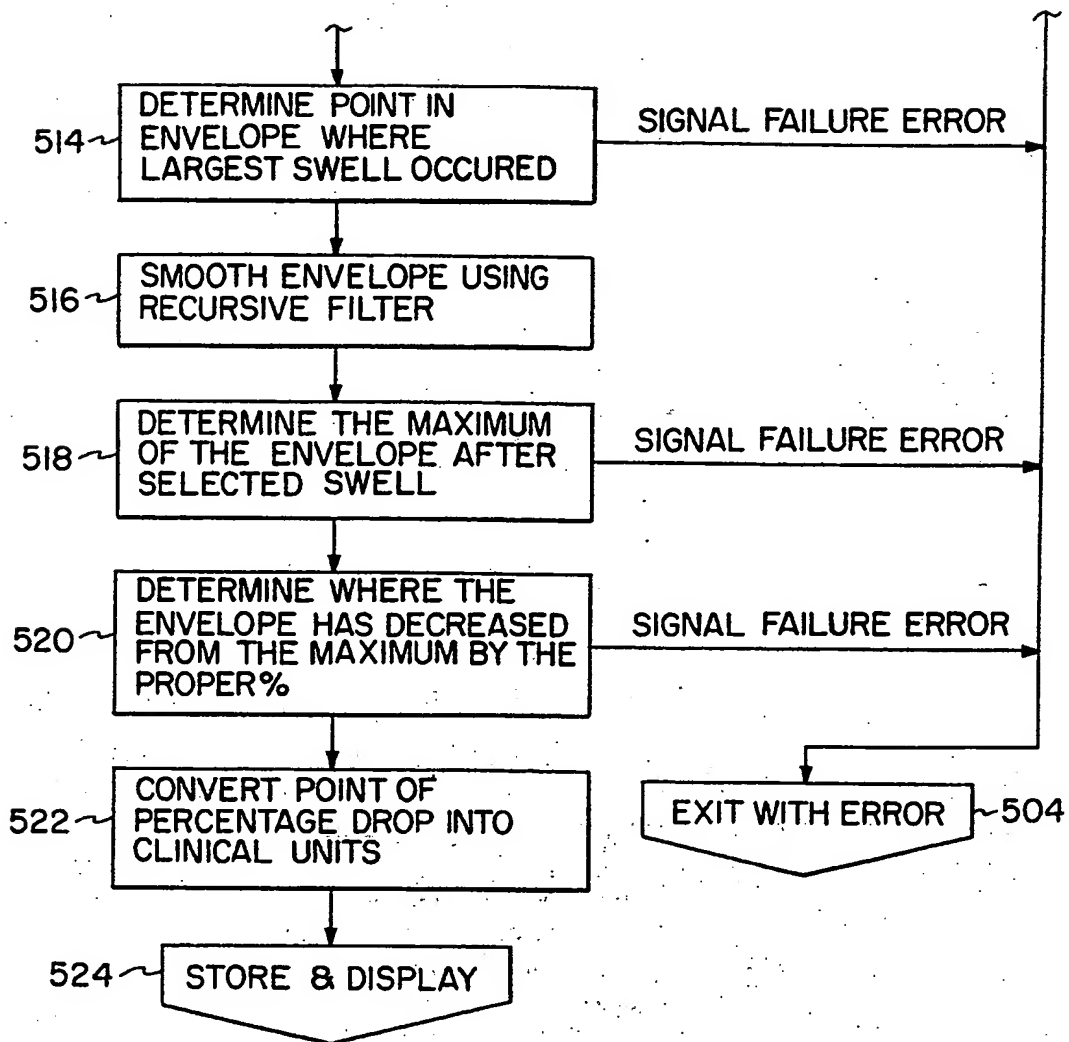 514
DETERMINE POINT IN
ENVELOPE WHERE
LARGEST SWELL OCCURED
SIGNAL FAILURE ERROR
516
SMOOTH ENVELOPE USING
RECURSIVE FILTER
518
DETERMINE THE MAXIMUM
OF THE ENVELOPE AFTER
SELECTED SWELL
SIGNAL FAILURE ERROR
520
DETERMINE WHERE THE
ENVELOPE HAS DECREASED
FROM THE MAXIMUM BY THE
PROPER%
SIGNAL FAILURE ERROR
522
CONVERT POINT OF
PERCENTAGE DROP INTO
CLINICAL UNITS
EXIT WITH ERROR
504
524
STORE & DISPLAY